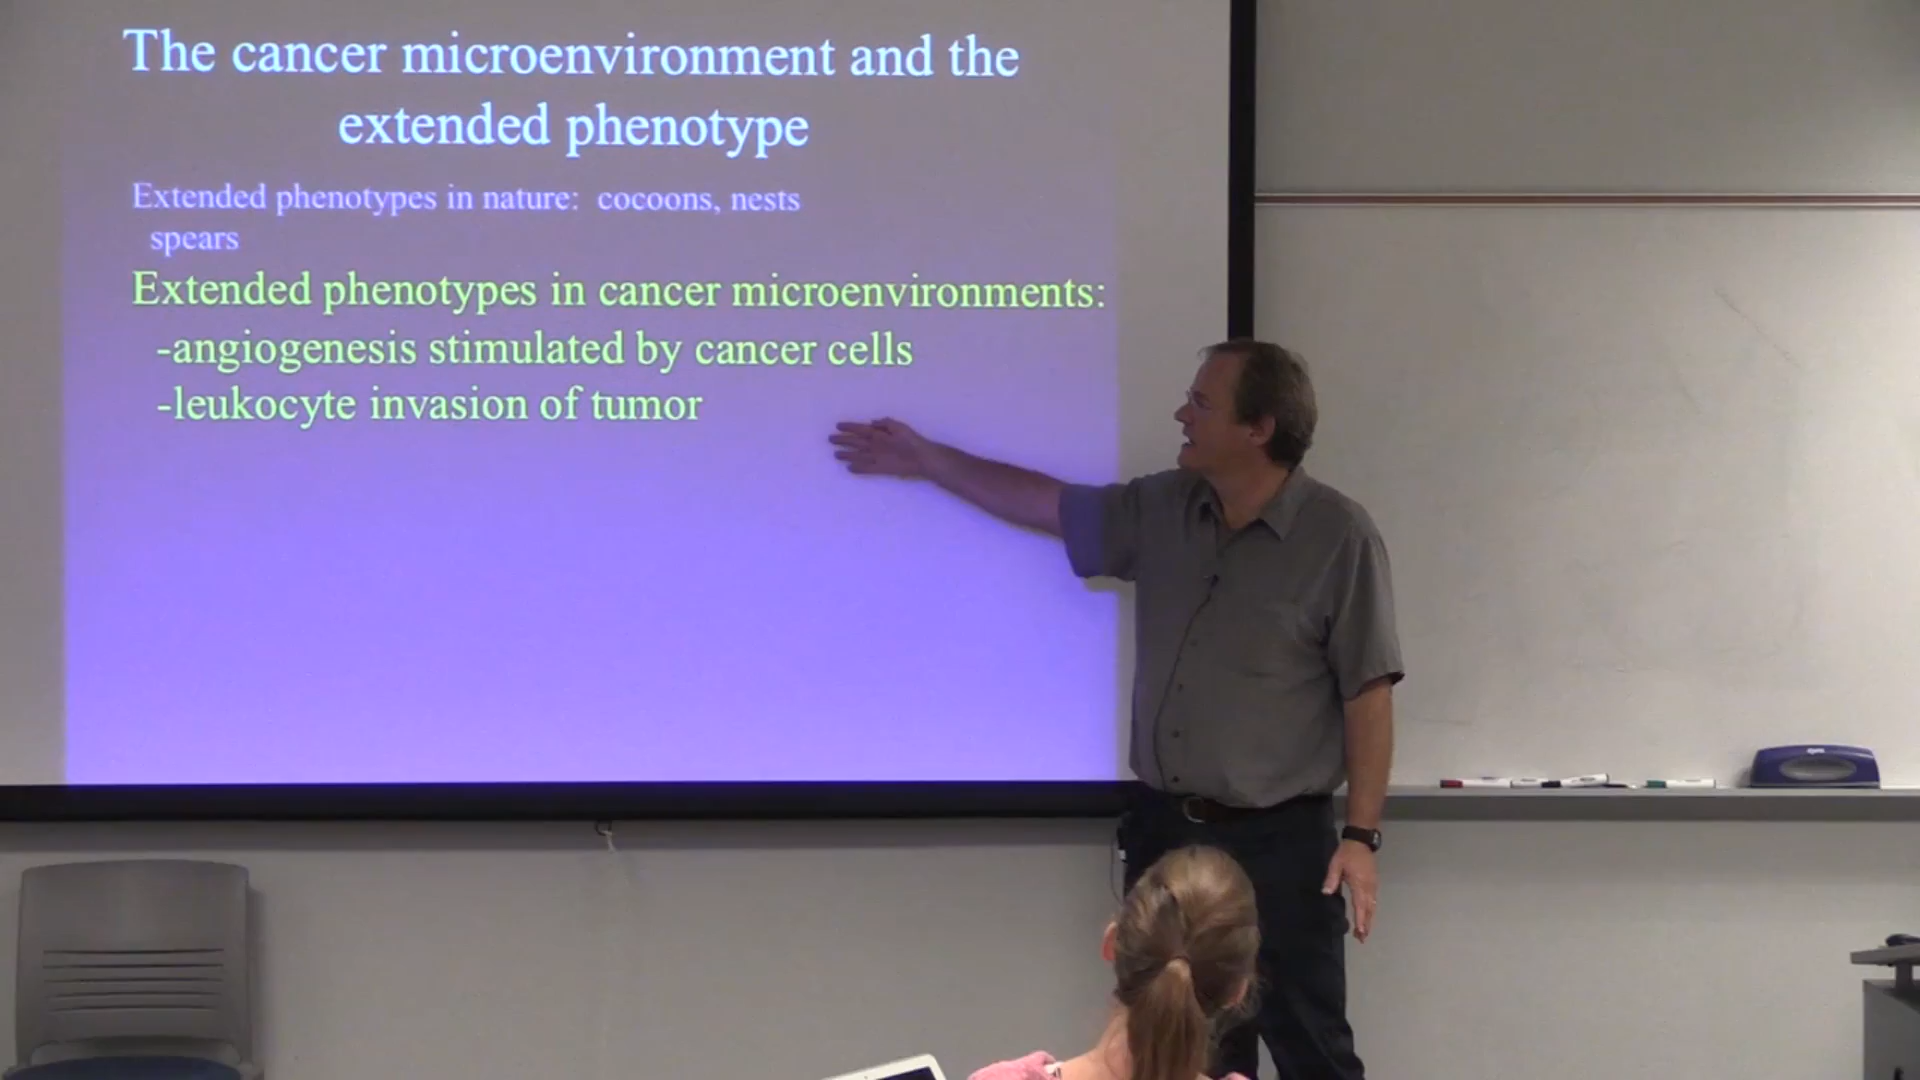 The cancer microenvironment and the
extended phenotype
Extended phenotypes in nature: cocoons, nests
spears
Extended phenotypes in cancer microenvironments:
-angiogenesis stimulated by cancer cells
-leukocyte invasion of tumor